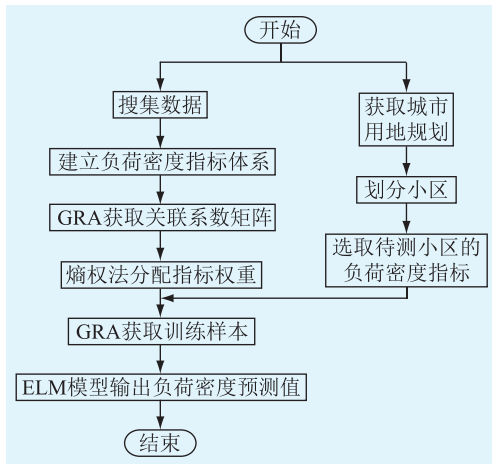 开始
搜集数据
建立负荷密度指标体系
GRA获取关联系数矩阵
熵权法分配指标权重
获取城市
用地规划
划分小区
选取待测小区的
负荷密度指标
GRA获取训练样本
ELM模型输出负荷密度预测值
结束